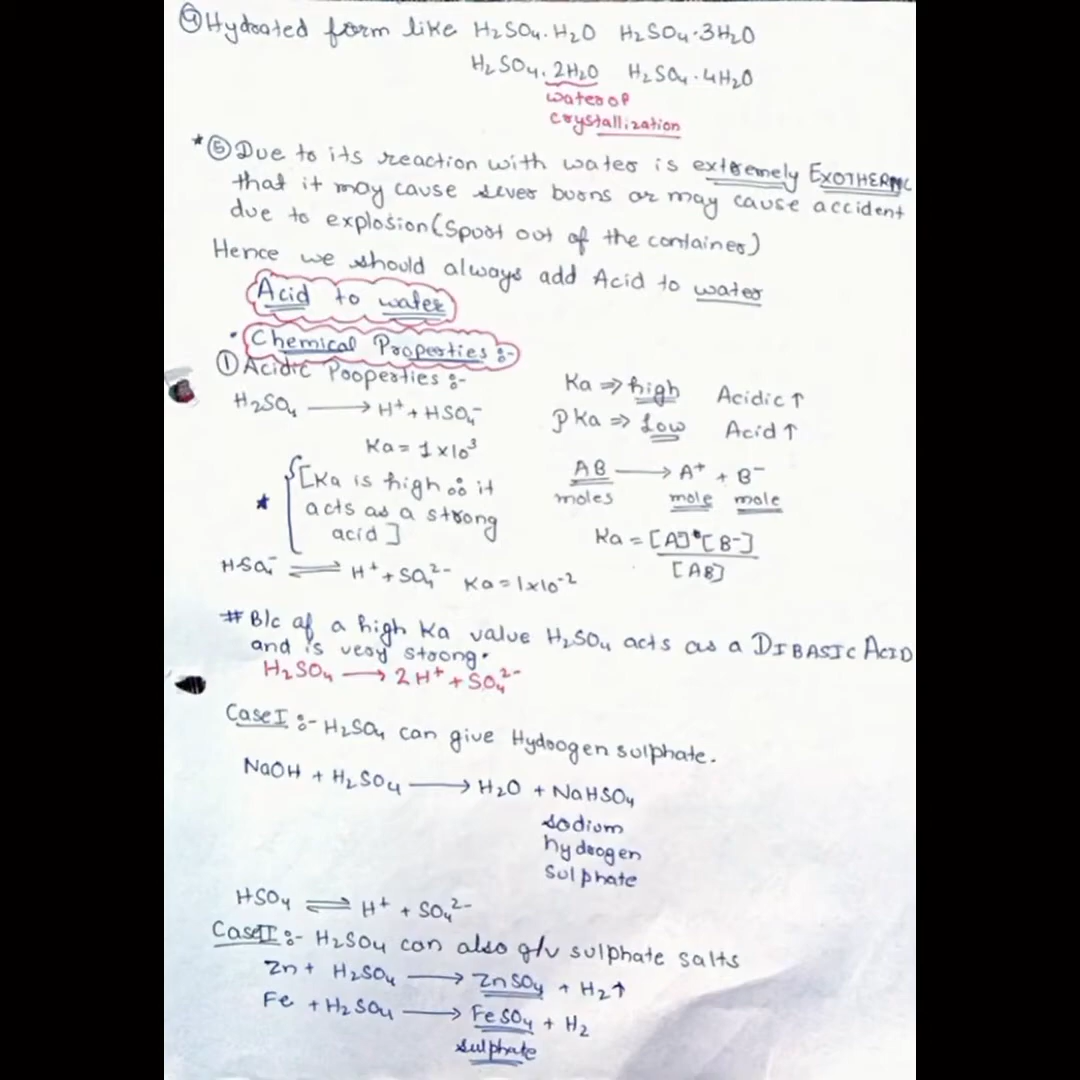 ④ Hydrated form like H₂SO₄.H₂O H₂SO₄.3H₂O
H₂SO₄.2H₂O H₂SO₄.4H₂O
water of
crystallization
* ⑤ Due to its reaction with water is extremely EXOTHERMIC
that it may cause sever burns or may cause accident
due to explosion (Spurt out of the container)
Hence we should always add Acid to water
Acid to water
• Chemical Properties :-
① Acidic Properties :-
H₂SO₄ ⟶ H⁺ + HSO₄⁻
Ka = 1 x 10³
[Ka is high ∴ it
acts as a strong
acid]
Ka ⇒ high Acidic ↑
pKa ⇒ Low Acid ↑
AB ⟶ A⁺ + B⁻
moles mole mole
Ka = [A]⁺[B⁻]
[AB]
HSO₄⁻ ⇌ H⁺ + SO₄²⁻ Ka = 1x10⁻²
# B/c of a high Ka value H₂SO₄ acts as a DIBASIC ACID
and is very strong.
H₂SO₄ ⟶ 2H⁺ + SO₄²⁻
Case I :- H₂SO₄ can give Hydrogen sulphate.
NaOH + H₂SO₄ ⟶ H₂O + NaHSO₄
sodium
hydrogen
sulphate
HSO₄ ⇌ H⁺ + SO₄²⁻
Case II :- H₂SO₄ can also g/v sulphate salts
Zn + H₂SO₄ ⟶ ZnSO₄ + H₂↑
Fe + H₂SO₄ ⟶ FeSO₄ + H₂
sulphate